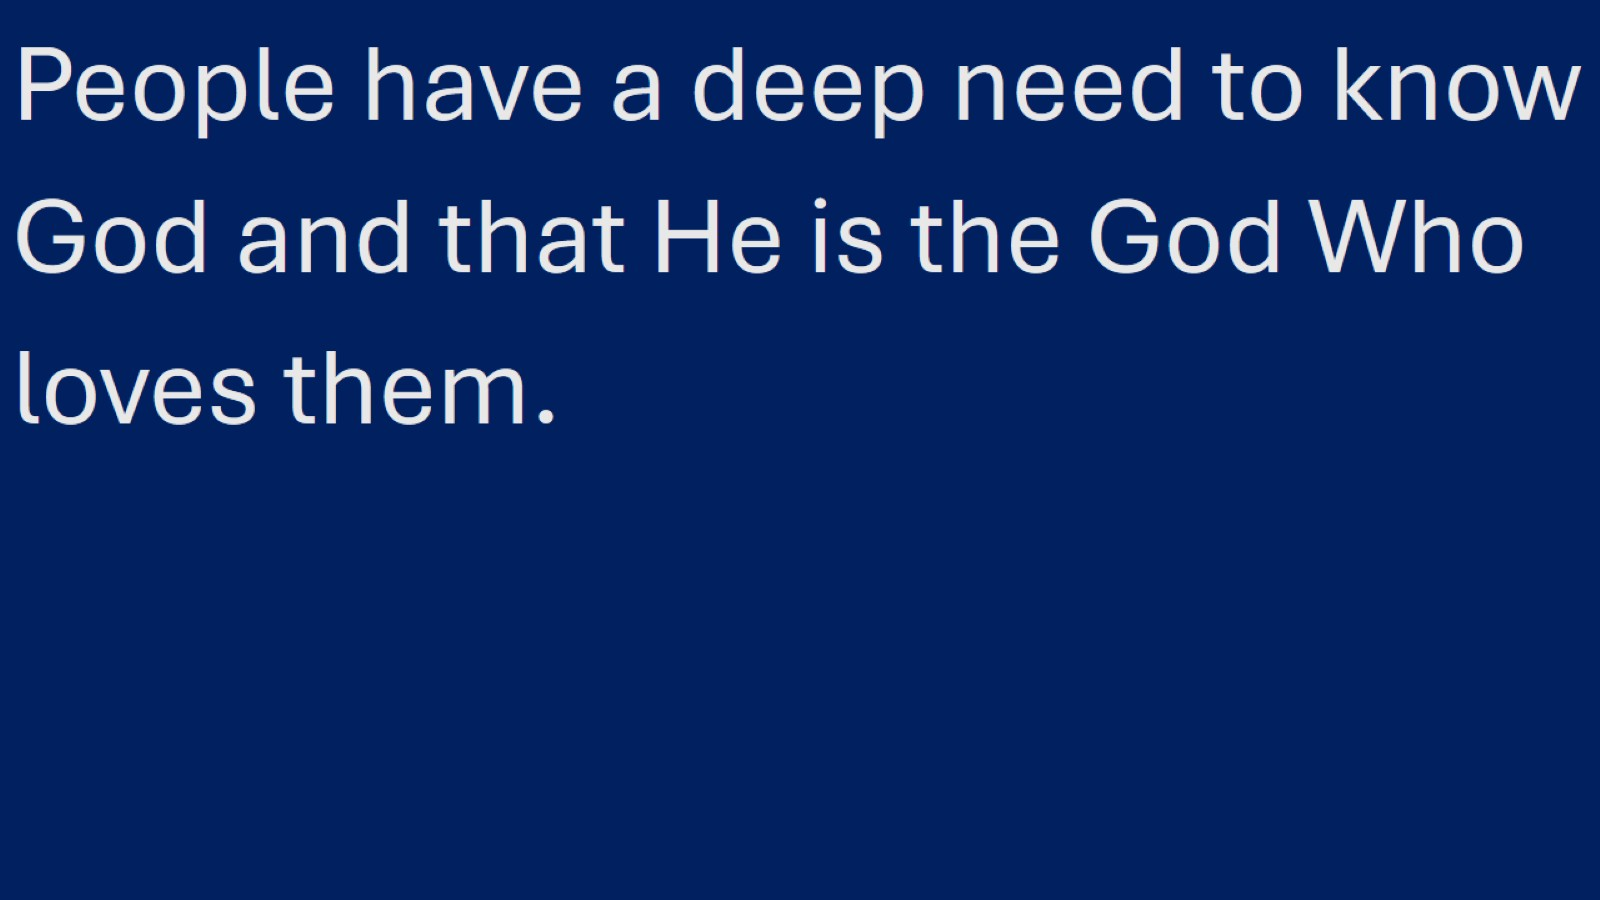 People have a deep need to know
God and that He is the God Who
loves them.